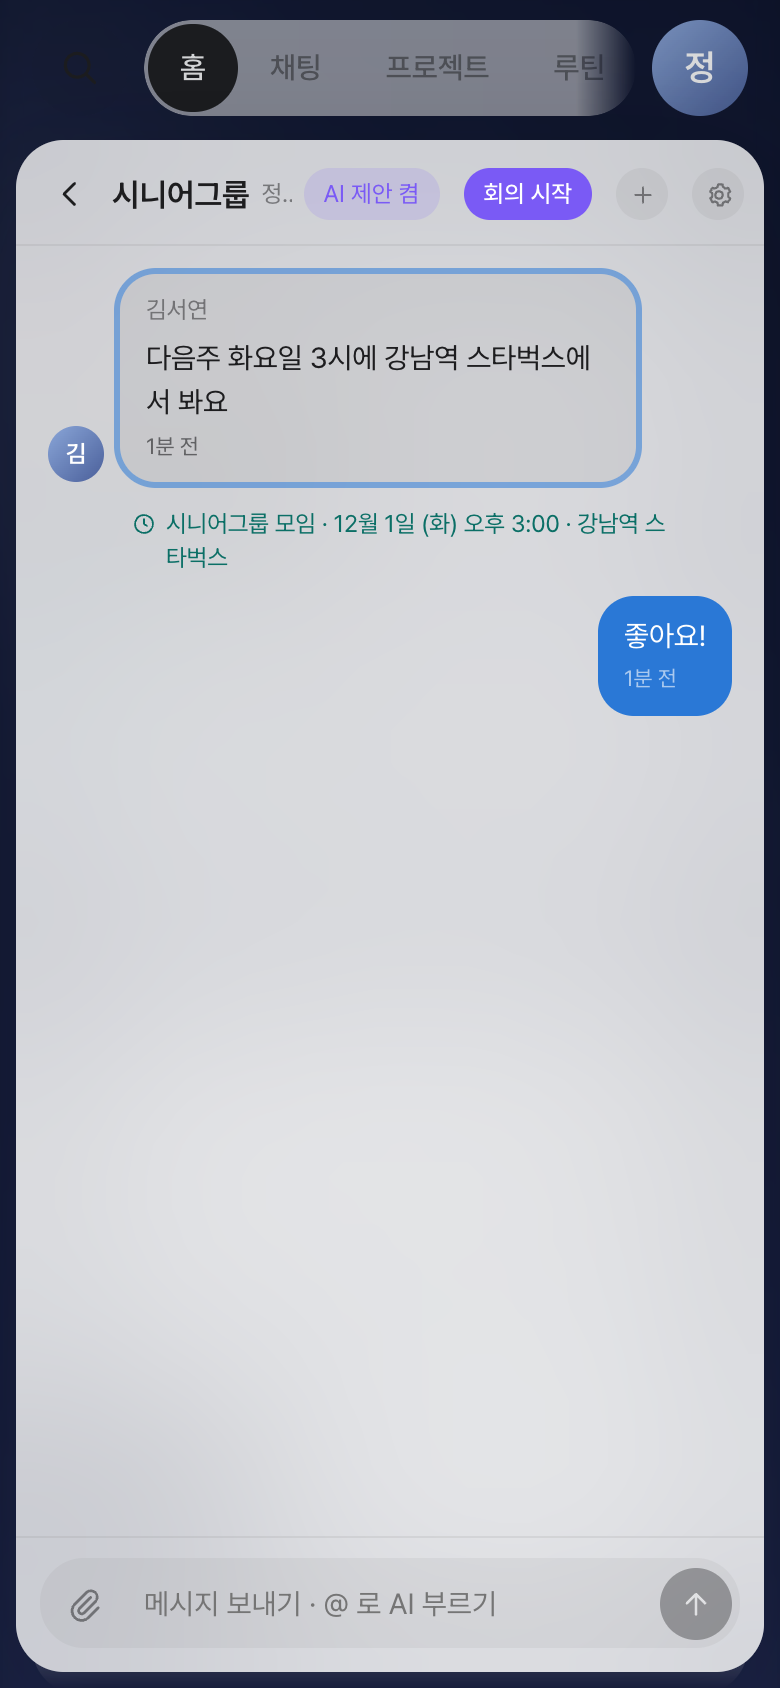 홈 채팅 프로젝트 루틴 정
시니어그룹 정.. AI 제안 켬 회의 시작
김서연
다음주 화요일 3시에 강남역 스타벅스에
서 봐요
1분 전
김
시니어그룹 모임 · 12월 1일 (화) 오후 3:00 · 강남역 스
타벅스
좋아요!
1분 전
메시지 보내기 · @ 로 AI 부르기